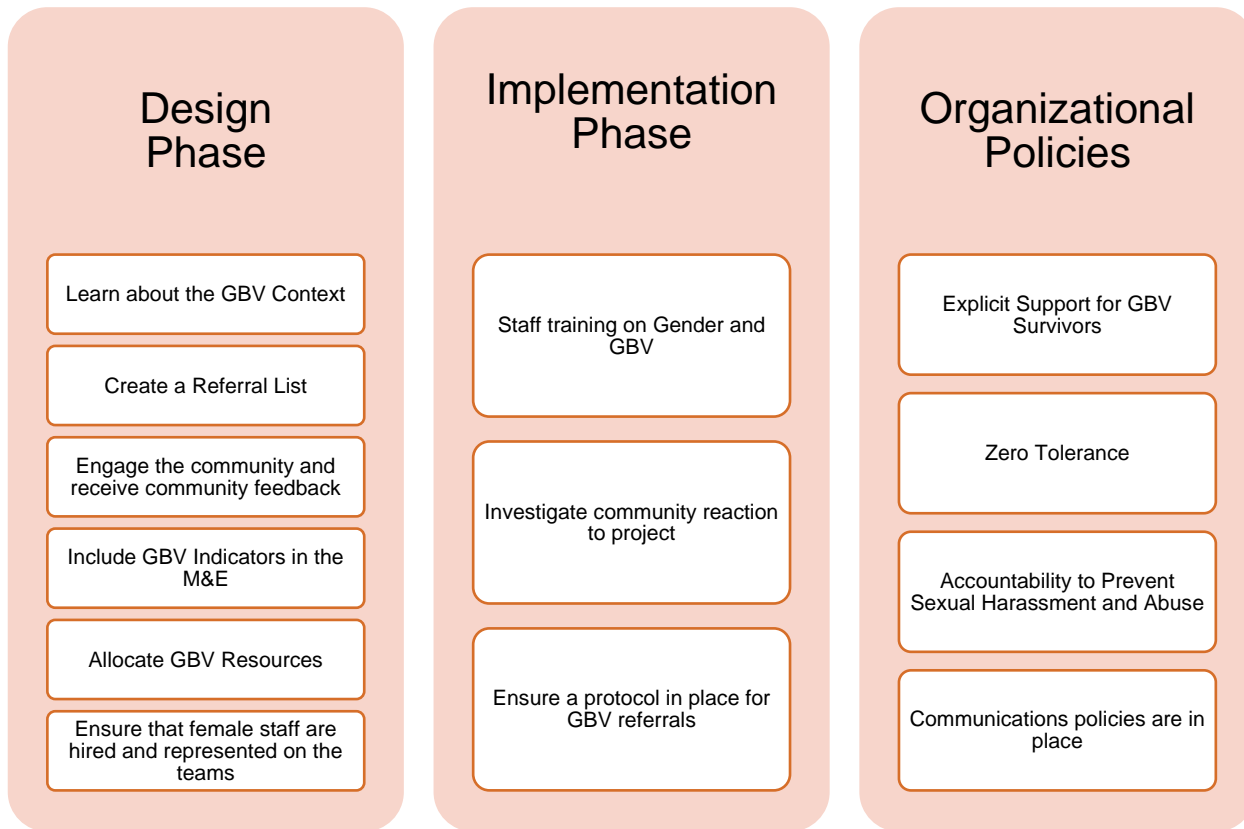 Design
Phase
Learn about the GBV Context
Create a Referral List
Engage the community and
receive community feedback
Include GBV Indicators in the
M&E
Allocate GBV Resources
Ensure that female staff are
hired and represented on the
teams
Implementation
Phase
Staff training on Gender and
GBV
Investigate community reaction
to project
Ensure a protocol in place for
GBV referrals
Organizational
Policies
Explicit Support for GBV
Survivors
Zero Tolerance
Accountability to Prevent
Sexual Harassment and Abuse
Communications policies are in
place